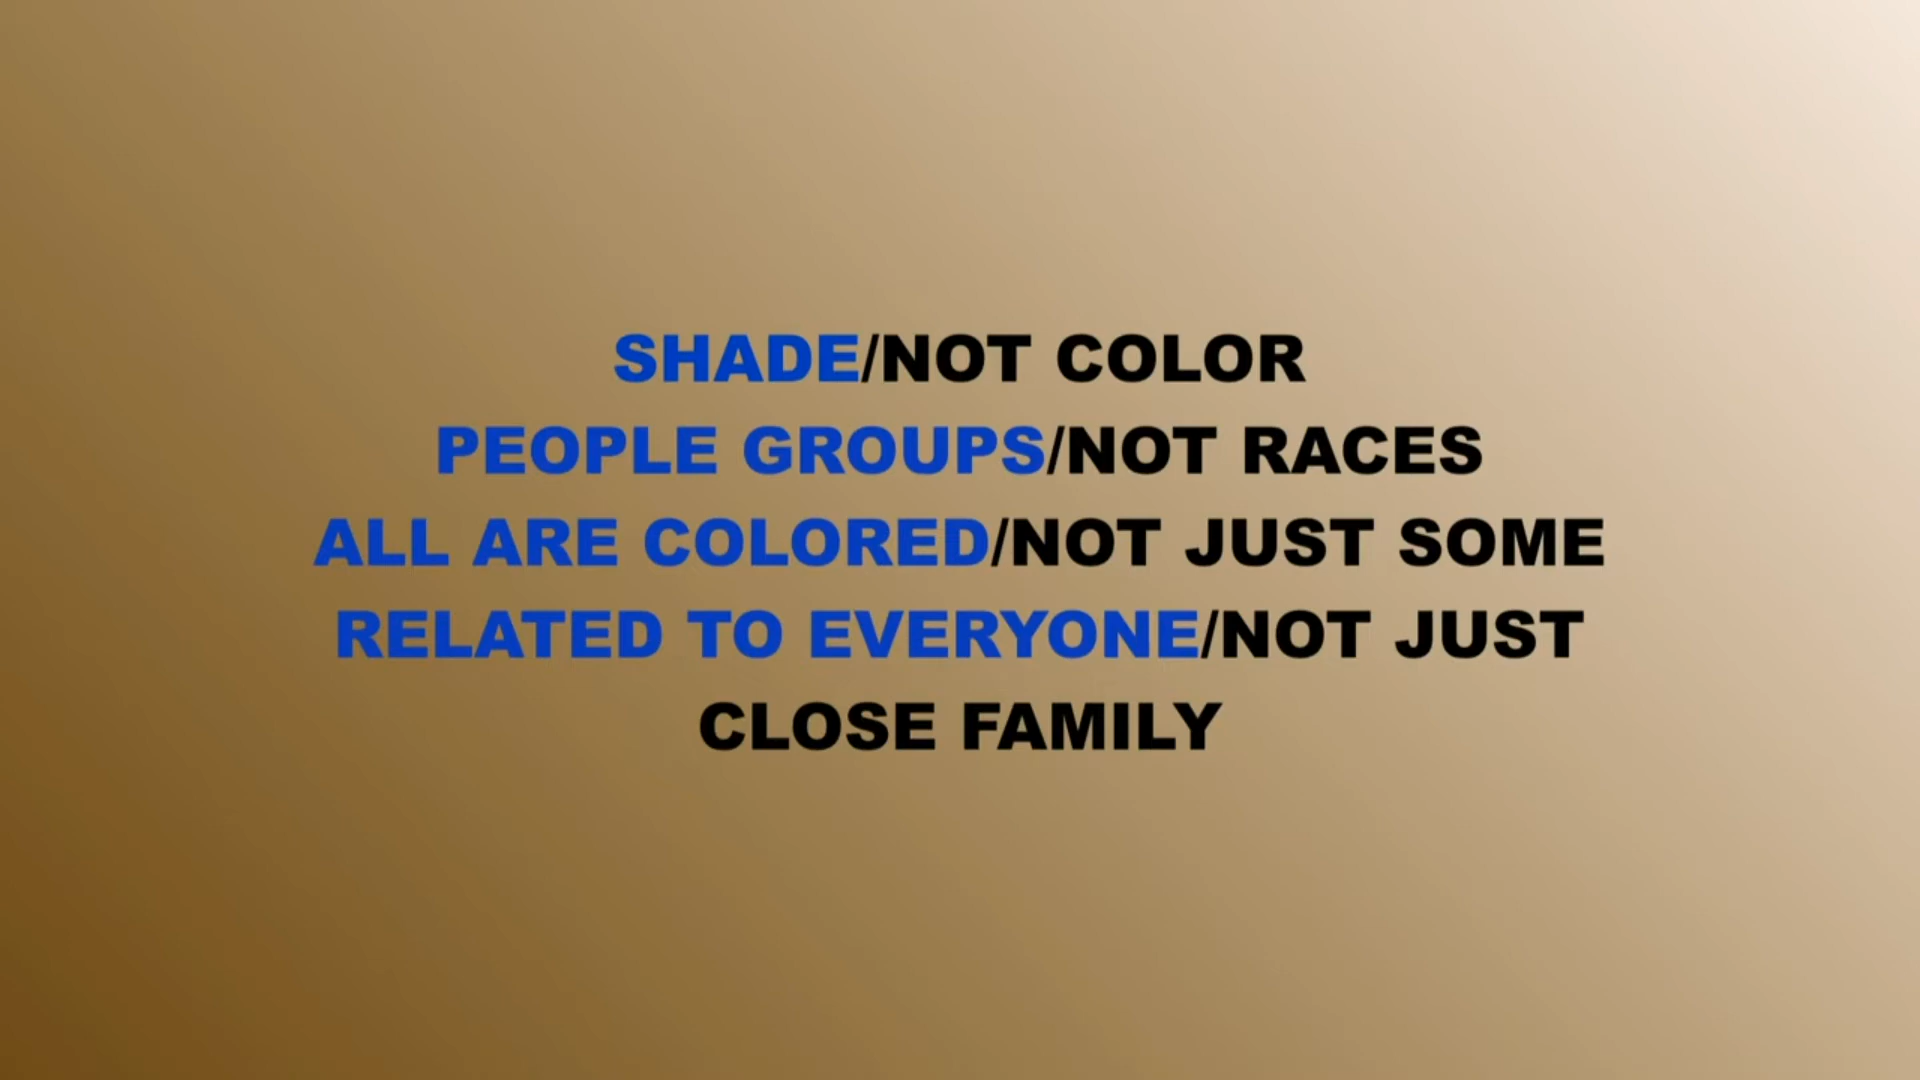 SHADE/NOT COLOR
PEOPLE GROUPS/NOT RACES
ALL ARE COLORED/NOT JUST SOME
RELATED TO EVERYONE/NOT JUST
CLOSE FAMILY